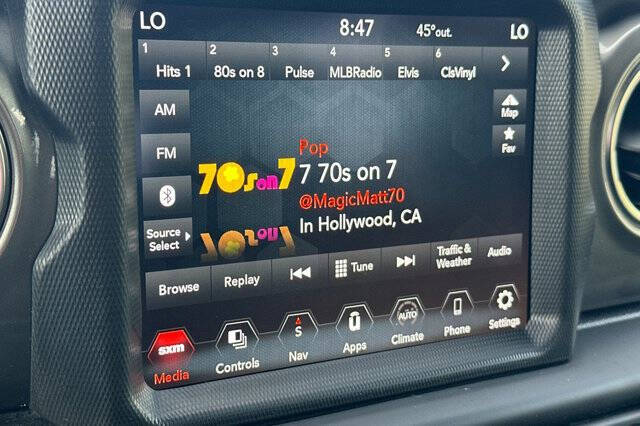 LO 8:47 45°out. LO
1 2 3 4 5 6
Hits 1 80s on 8 Pulse MLBRadio Elvis ClsVinyl
AM
Map
FM
Fav
70s on 7
Pop
7 70s on 7
@MagicMatt70
In Hollywood, CA
Source
Select
Browse Replay Tune Traffic & Weather Audio
sxm
Media
Controls
S
Nav
u
Apps
AUTO
Climate
Phone
Settings